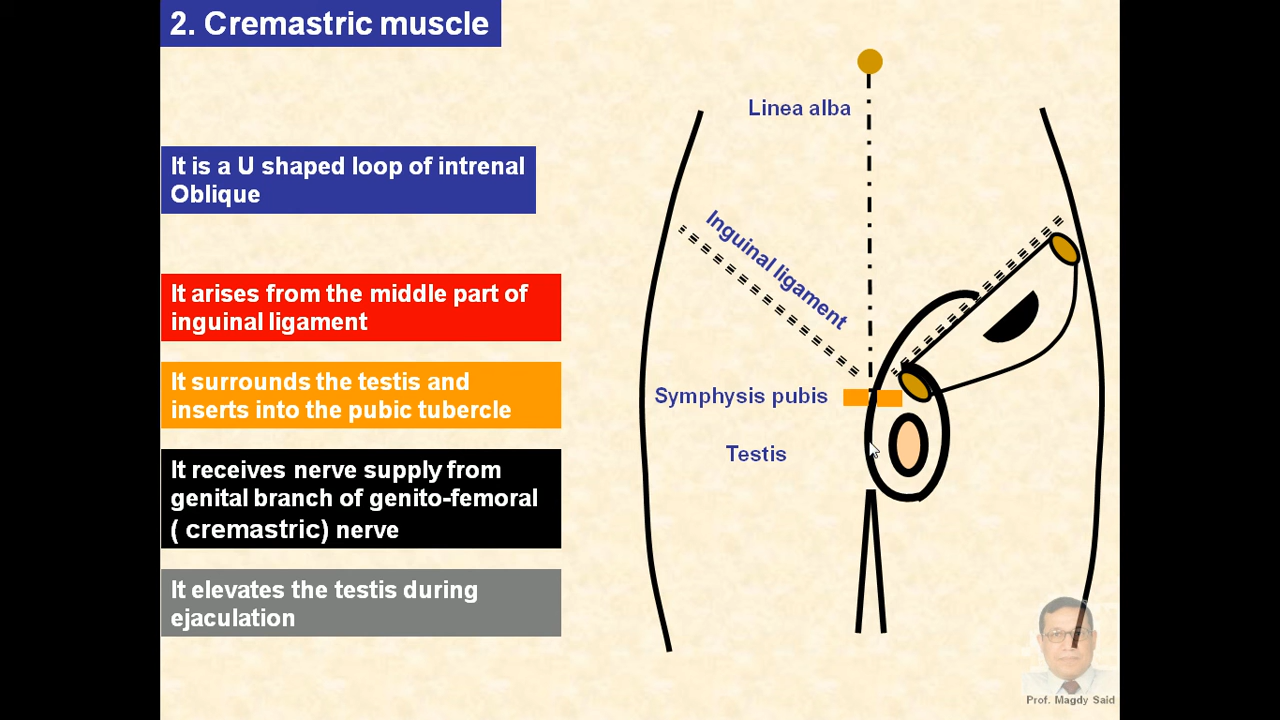 2. Cremastric muscle
It is a U shaped loop of intrenal
Oblique
It arises from the middle part of
inguinal ligament
It surrounds the testis and
inserts into the pubic tubercle
It receives nerve supply from
genital branch of genito-femoral
( cremastric) nerve
It elevates the testis during
ejaculation
Linea alba
Inguinal ligament
Symphysis pubis
Testis
Prof. Magdy Said